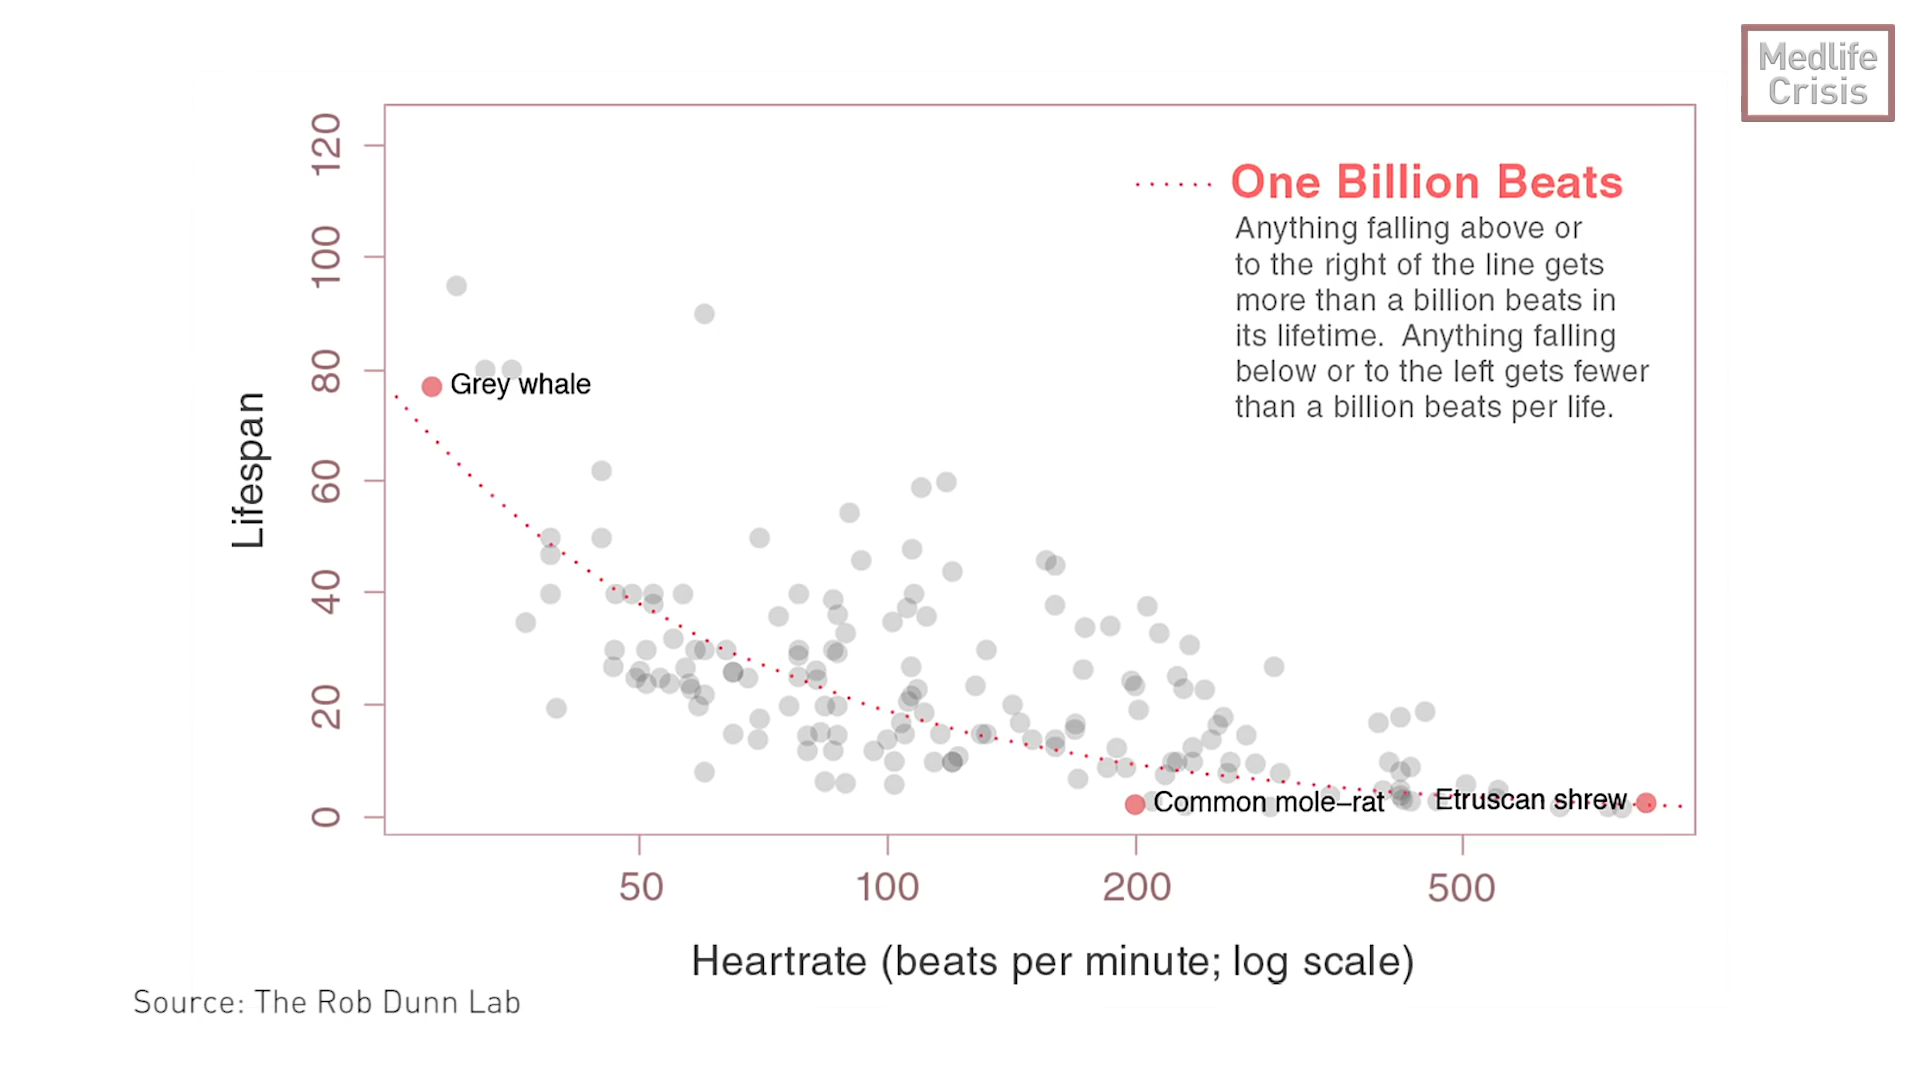 Medlife
Crisis
One Billion Beats
Anything falling above or
to the right of the line gets
more than a billion beats in
its lifetime. Anything falling
below or to the left gets fewer
than a billion beats per life.
Lifespan
120
100
80
60
40
20
0
Grey whale
Common mole–rat
Etruscan shrew
50
100
200
500
Heartrate (beats per minute; log scale)
Source: The Rob Dunn Lab